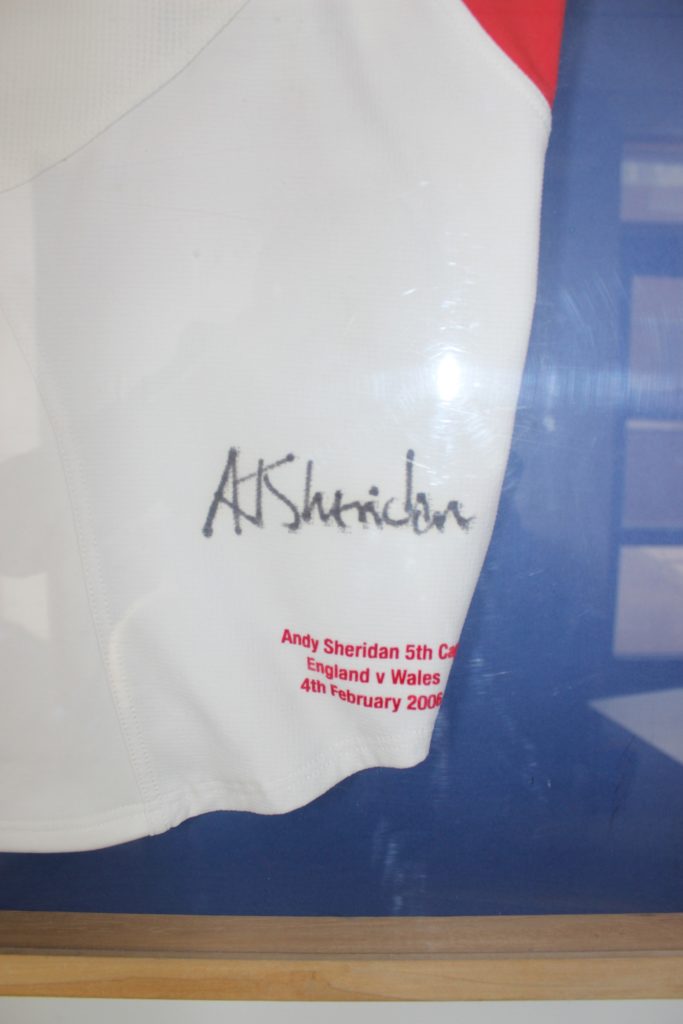 AJSheridan
Andy Sheridan 5th Ca
England v Wales
4th February 2006